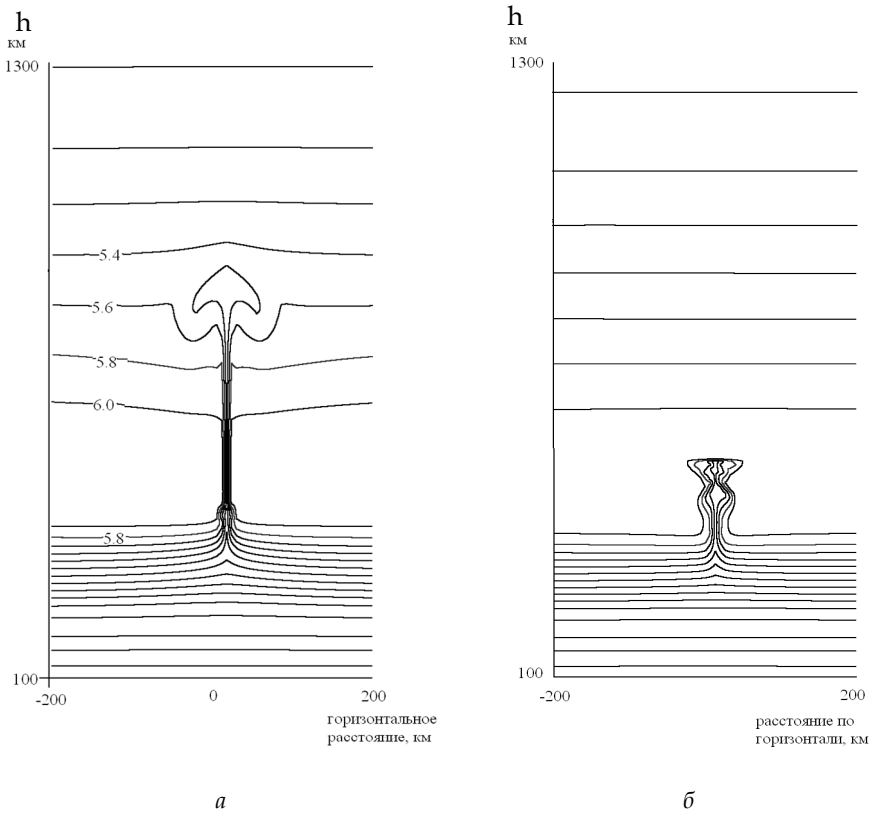 h
км
1300
5.4
5.6
5.8
6.0
5.8
100
-200
0
200
горизонтальное
расстояние, км
а
h
км
1300
100
-200
200
расстояние по
горизонтали, км
б